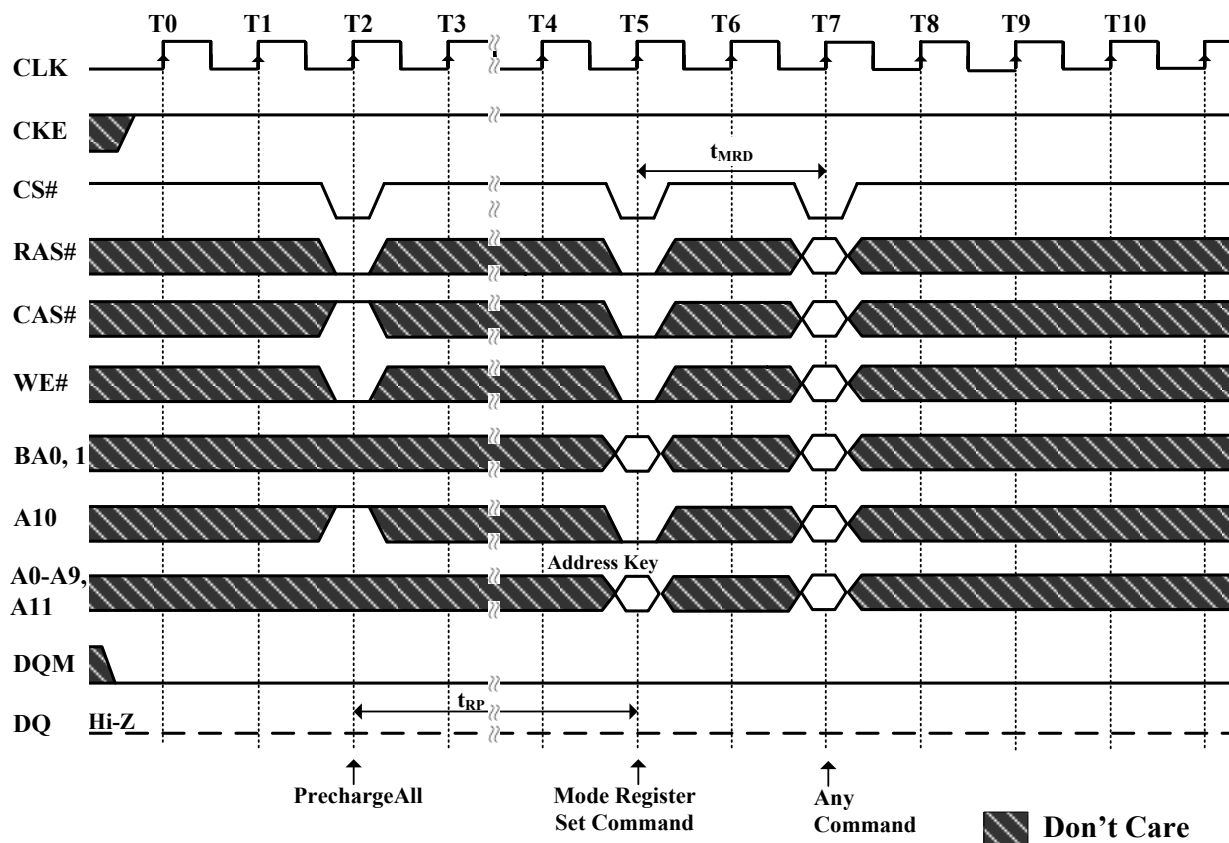 T0 T1 T2 T3 T4 T5 T6 T7 T8 T9 T10
CLK
CKE
tMRD
CS#
RAS#
CAS#
WE#
BA0, 1
A10
Address Key
A0-A9,
A11
DQM
tRP
DQ Hi-Z
PrechargeAll
Mode Register
Set Command
Any
Command
Don't Care